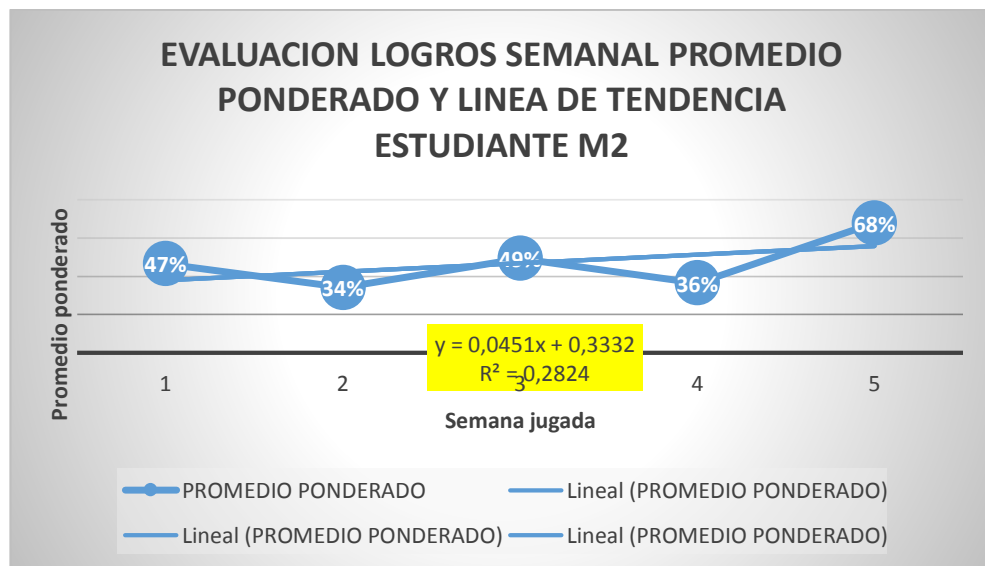 EVALUACION LOGROS SEMANAL PROMEDIO
PONDERADO Y LINEA DE TENDENCIA
ESTUDIANTE M2
Promedio ponderado
47%
34%
49%
36%
68%
y = 0,0451x + 0,3332
R² = 0,2824
1 2 3 4 5
Semana jugada
PROMEDIO PONDERADO
Lineal (PROMEDIO PONDERADO)
Lineal (PROMEDIO PONDERADO)
Lineal (PROMEDIO PONDERADO)